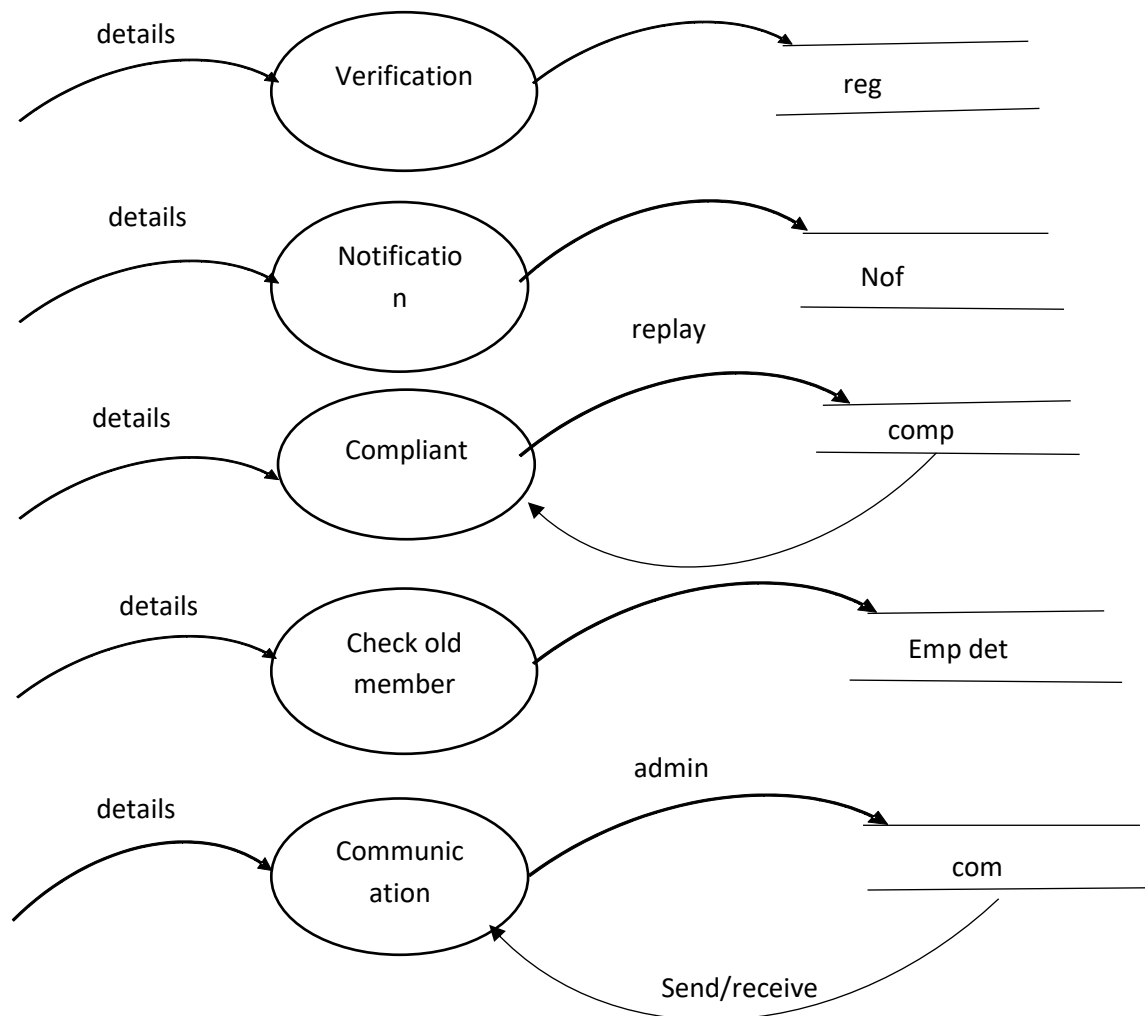 details
Verification
reg
details
Notificatio
n
Nof
replay
details
Compliant
comp
details
Check old
member
Emp det
admin
details
Communic
ation
com
Send/receive